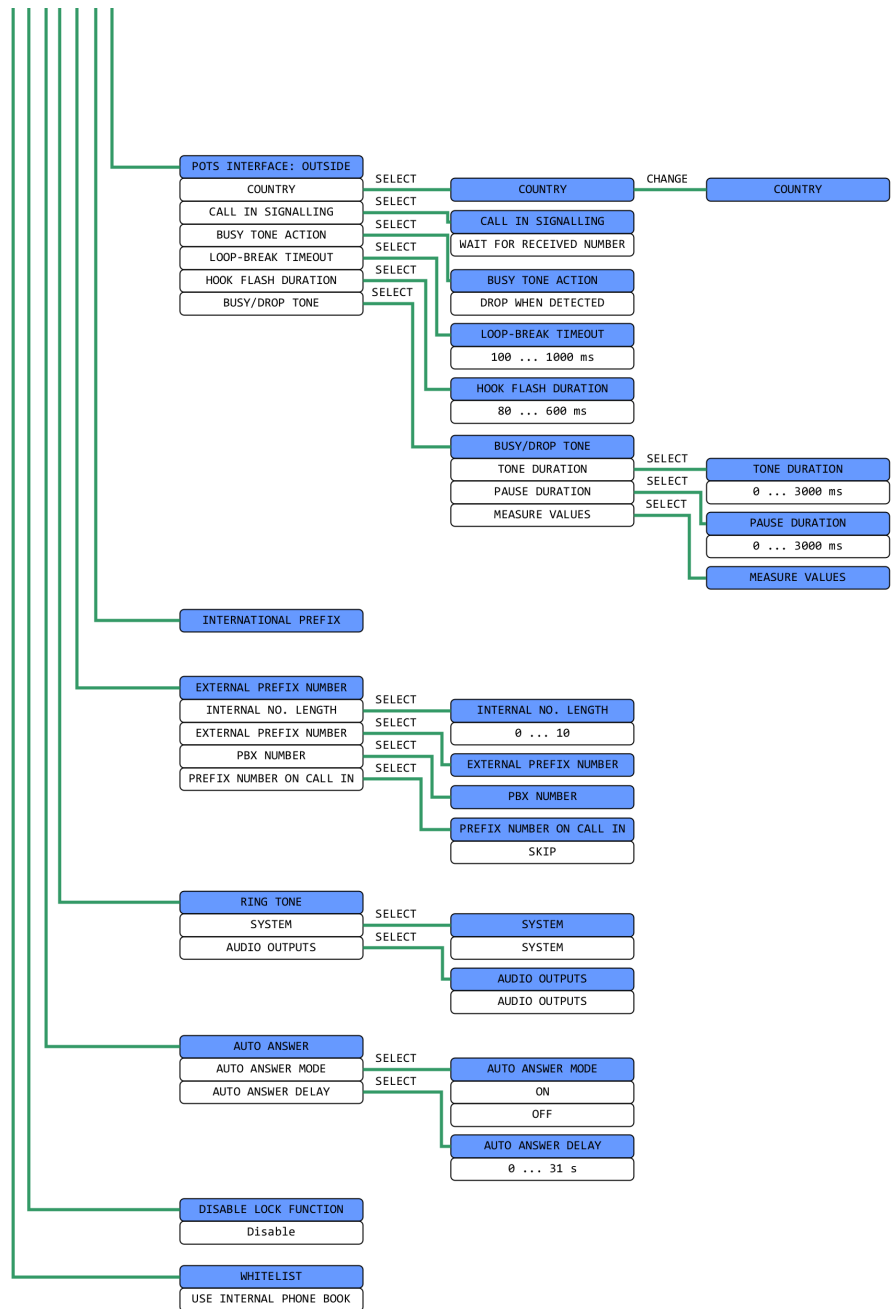 POTS INTERFACE: OUTSIDE
COUNTRY
SELECT
COUNTRY
CHANGE
COUNTRY
CALL IN SIGNALLING
SELECT
CALL IN SIGNALLING
WAIT FOR RECEIVED NUMBER
BUSY TONE ACTION
SELECT
BUSY TONE ACTION
DROP WHEN DETECTED
LOOP-BREAK TIMEOUT
SELECT
LOOP-BREAK TIMEOUT
100 ... 1000 ms
HOOK FLASH DURATION
SELECT
HOOK FLASH DURATION
80 ... 600 ms
BUSY/DROP TONE
SELECT
BUSY/DROP TONE
TONE DURATION
SELECT
TONE DURATION
0 ... 3000 ms
PAUSE DURATION
SELECT
PAUSE DURATION
0 ... 3000 ms
MEASURE VALUES
SELECT
MEASURE VALUES
INTERNATIONAL PREFIX
EXTERNAL PREFIX NUMBER
INTERNAL NO. LENGTH
SELECT
INTERNAL NO. LENGTH
0 ... 10
EXTERNAL PREFIX NUMBER
SELECT
EXTERNAL PREFIX NUMBER
PBX NUMBER
SELECT
PBX NUMBER
PREFIX NUMBER ON CALL IN
SELECT
PREFIX NUMBER ON CALL IN
SKIP
RING TONE
SYSTEM
SELECT
SYSTEM
SYSTEM
AUDIO OUTPUTS
SELECT
AUDIO OUTPUTS
AUDIO OUTPUTS
AUTO ANSWER
AUTO ANSWER MODE
SELECT
AUTO ANSWER MODE
ON
OFF
AUTO ANSWER DELAY
SELECT
AUTO ANSWER DELAY
0 ... 31 s
DISABLE LOCK FUNCTION
Disable
WHITELIST
USE INTERNAL PHONE BOOK